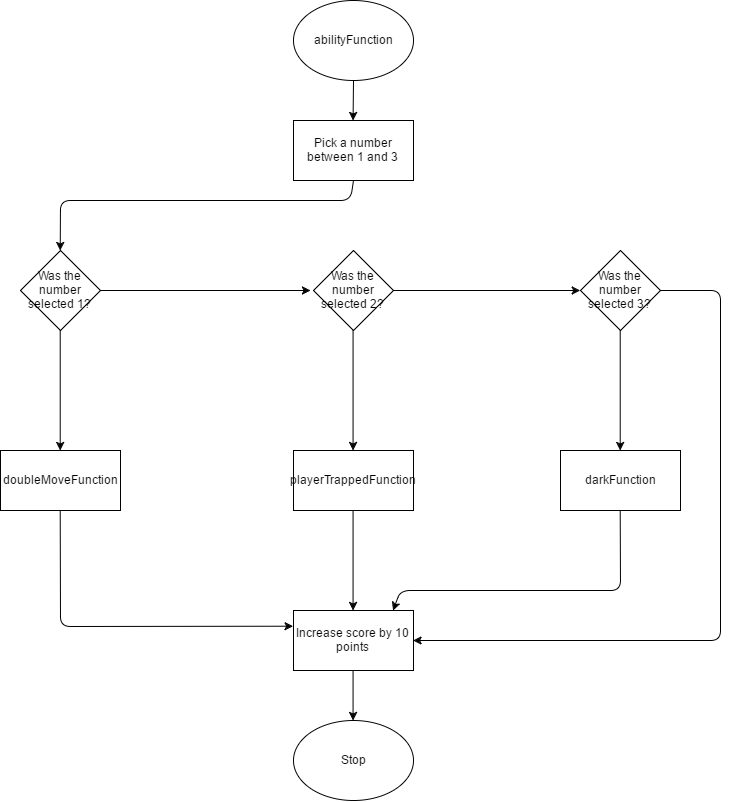 abilityFunction
Pick a number
between 1 and 3
Was the
number
selected 1?
Was the
number
selected 2?
Was the
number
selected 3?
doubleMoveFunction
playerTrappedFunction
darkFunction
Increase score by 10
points
Stop